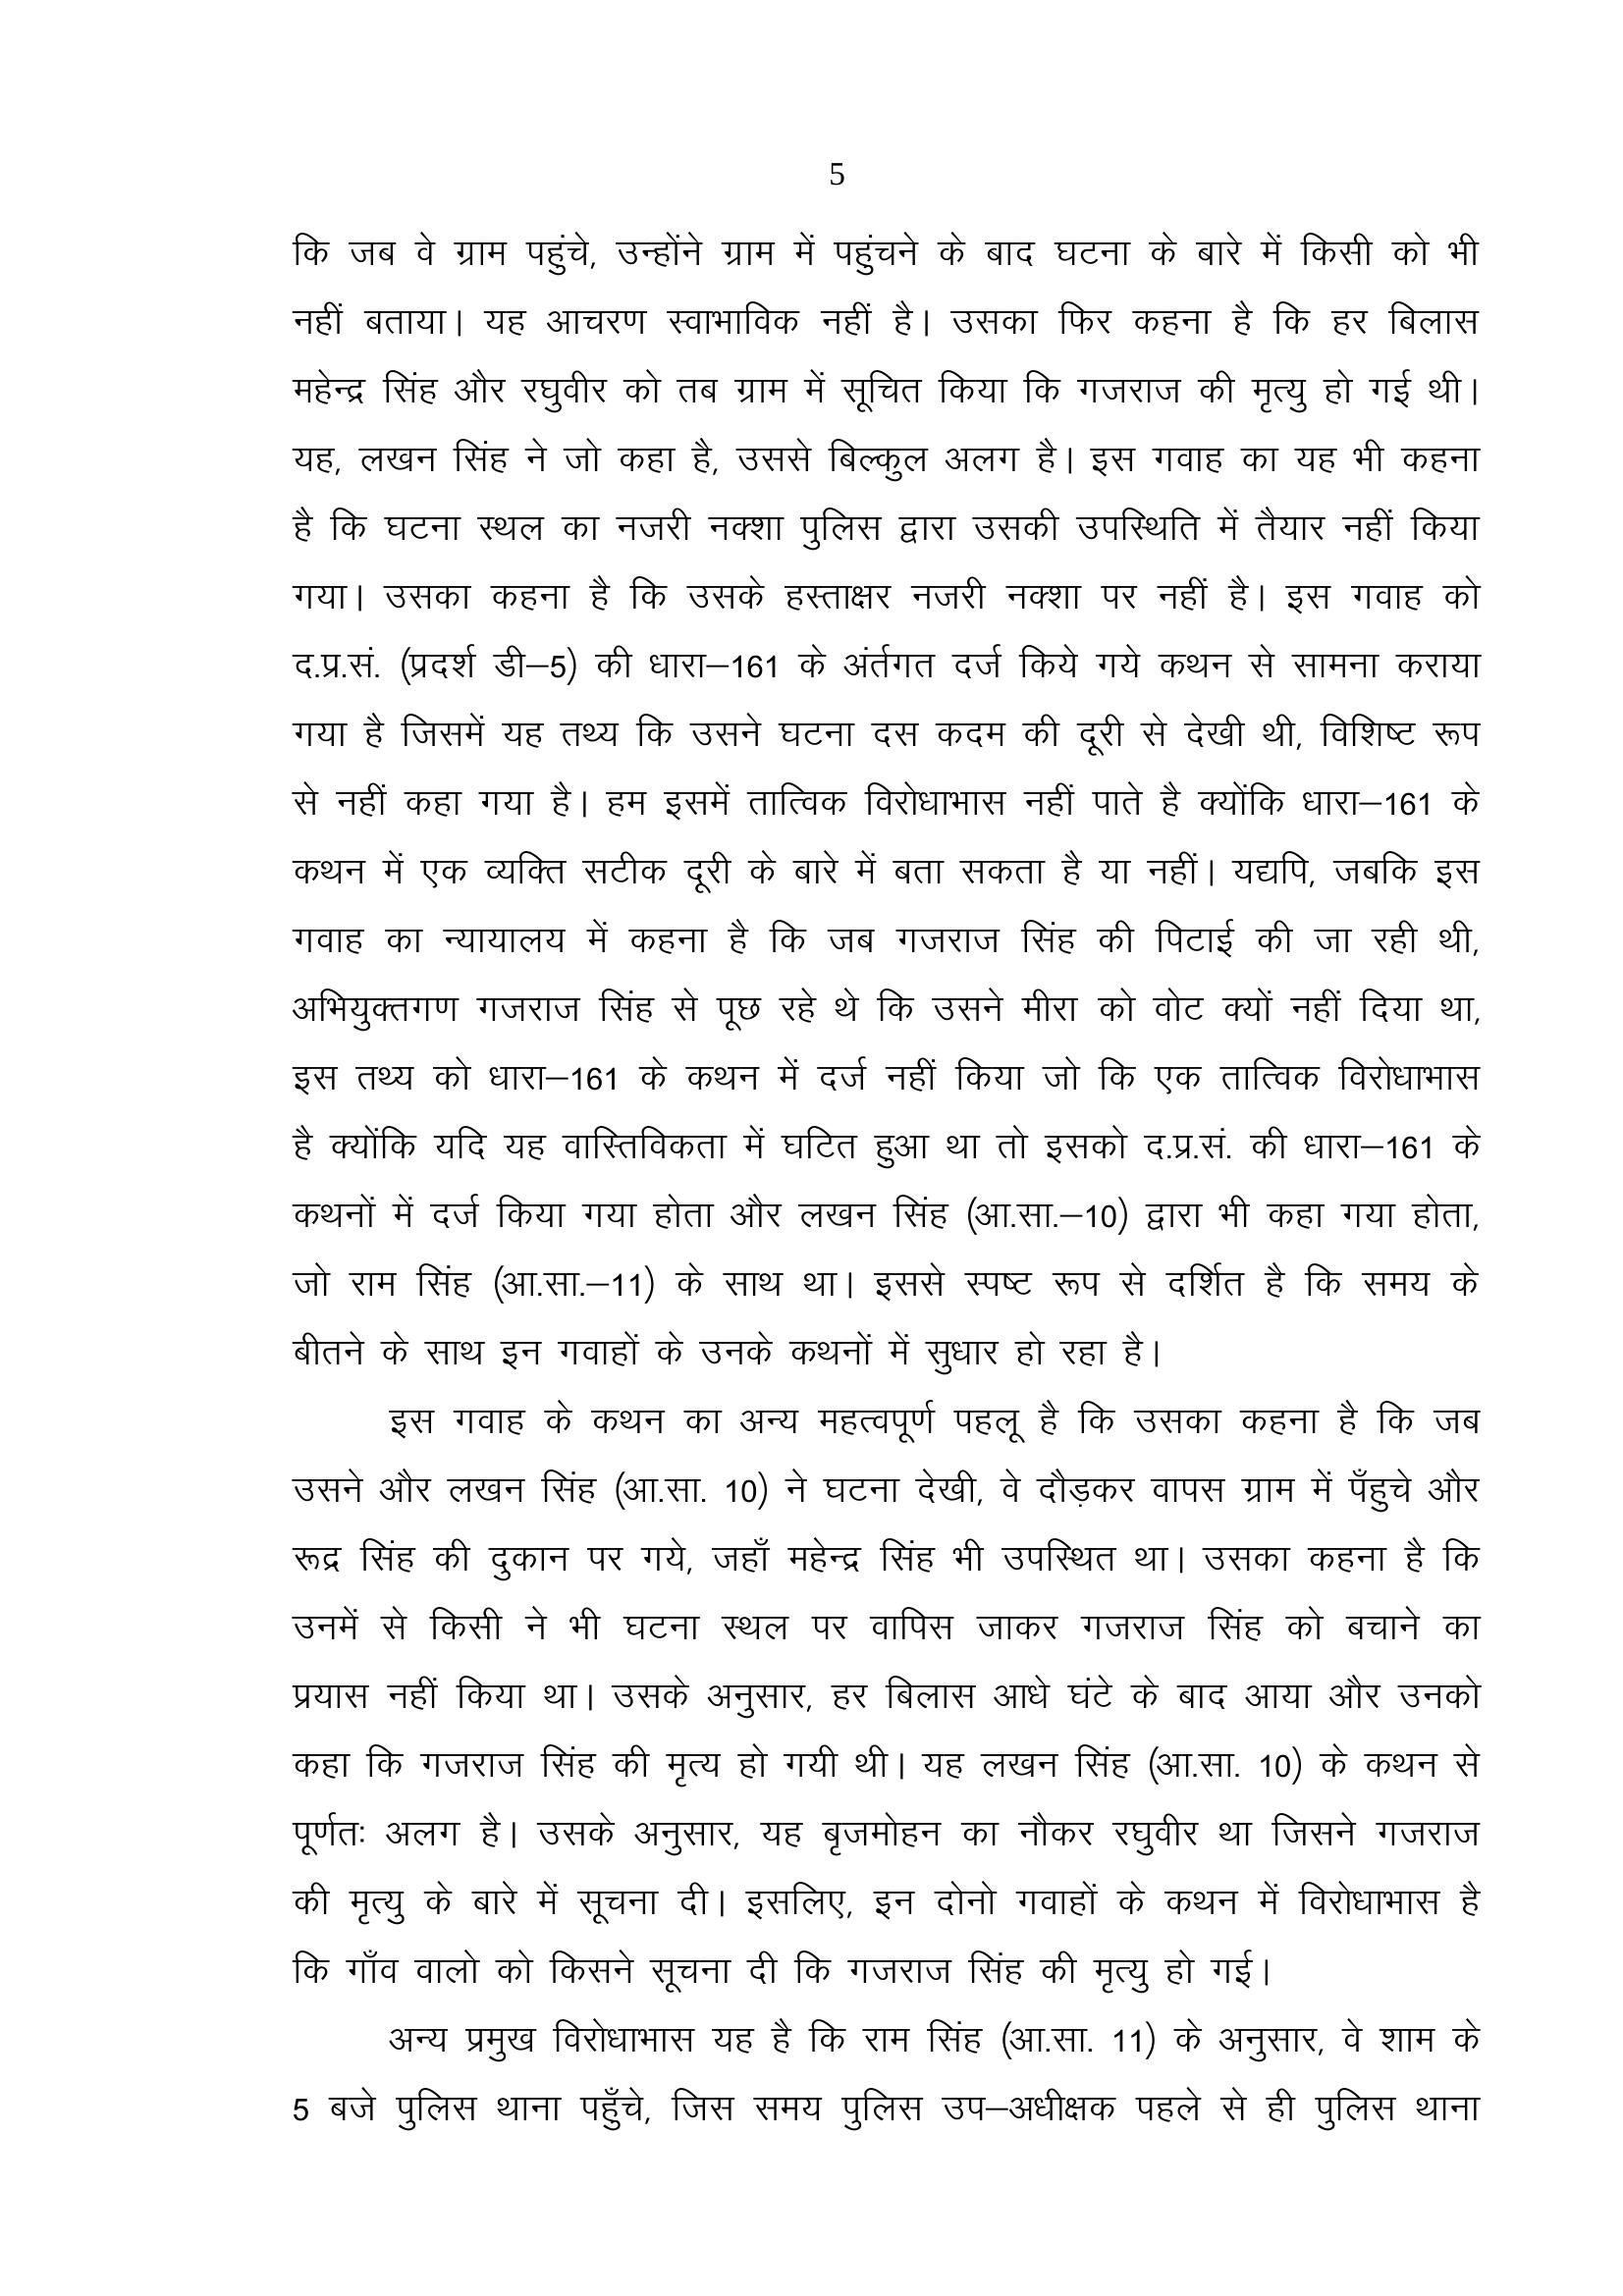 5
कि जब वे ग्राम पहुंचे, उन्होंने ग्राम में पहुंचने के बाद घटना के बारे में किसी को भी
नहीं बताया। यह आचरण स्वाभाविक नहीं है। उसका फिर कहना है कि हर बिलास
महेन्द्र सिंह और रघुवीर को तब ग्राम में सूचित किया कि गजराज की मृत्यु हो गई थी।
यह, लखन सिंह ने जो कहा है, उससे बिल्कुल अलग है। इस गवाह का यह भी कहना
है कि घटना स्थल का नजरी नक्शा पुलिस द्वारा उसकी उपस्थिति में तैयार नहीं किया
गया। उसका कहना है कि उसके हस्ताक्षर नजरी नक्शा पर नहीं है। इस गवाह को
द.प्र.सं. (प्रदर्श डी–5) की धारा–161 के अंर्तगत दर्ज किये गये कथन से सामना कराया
गया है जिसमें यह तथ्य कि उसने घटना दस कदम की दूरी से देखी थी, विशिष्ट रूप
से नहीं कहा गया है। हम इसमें तात्विक विरोधाभास नहीं पाते है क्योंकि धारा–161 के
कथन में एक व्यक्ति सटीक दूरी के बारे में बता सकता है या नहीं। यद्यपि, जबकि इस
गवाह का न्यायालय में कहना है कि जब गजराज सिंह की पिटाई की जा रही थी,
अभियुक्तगण गजराज सिंह से पूछ रहे थे कि उसने मीरा को वोट क्यों नहीं दिया था,
इस तथ्य को धारा–161 के कथन में दर्ज नहीं किया जो कि एक तात्विक विरोधाभास
है क्योंकि यदि यह वास्तिविकता में घटित हुआ था तो इसको द.प्र.सं. की धारा–161 के
कथनों में दर्ज किया गया होता और लखन सिंह (आ.सा.–10) द्वारा भी कहा गया होता,
जो राम सिंह (आ.सा.–11) के साथ था। इससे स्पष्ट रूप से दर्शित है कि समय के
बीतने के साथ इन गवाहों के उनके कथनों में सुधार हो रहा है।
इस गवाह के कथन का अन्य महत्वपूर्ण पहलू है कि उसका कहना है कि जब
उसने और लखन सिंह (आ.सा. 10) ने घटना देखी, वे दौड़कर वापस ग्राम में पँहुचे और
रूद्र सिंह की दुकान पर गये, जहाँ महेन्द्र सिंह भी उपस्थित था। उसका कहना है कि
उनमें से किसी ने भी घटना स्थल पर वापिस जाकर गजराज सिंह को बचाने का
प्रयास नहीं किया था। उसके अनुसार, हर बिलास आधे घंटे के बाद आया और उनको
कहा कि गजराज सिंह की मृत्य हो गयी थी। यह लखन सिंह (आ.सा. 10) के कथन से
पूर्णतः अलग है। उसके अनुसार, यह बृजमोहन का नौकर रघुवीर था जिसने गजराज
की मृत्यु के बारे में सूचना दी। इसलिए, इन दोनो गवाहों के कथन में विरोधाभास है
कि गाँव वालो को किसने सूचना दी कि गजराज सिंह की मृत्यु हो गई।
अन्य प्रमुख विरोधाभास यह है कि राम सिंह (आ.सा. 11) के अनुसार, वे शाम के
5 बजे पुलिस थाना पहुँचे, जिस समय पुलिस उप–अधीक्षक पहले से ही पुलिस थाना